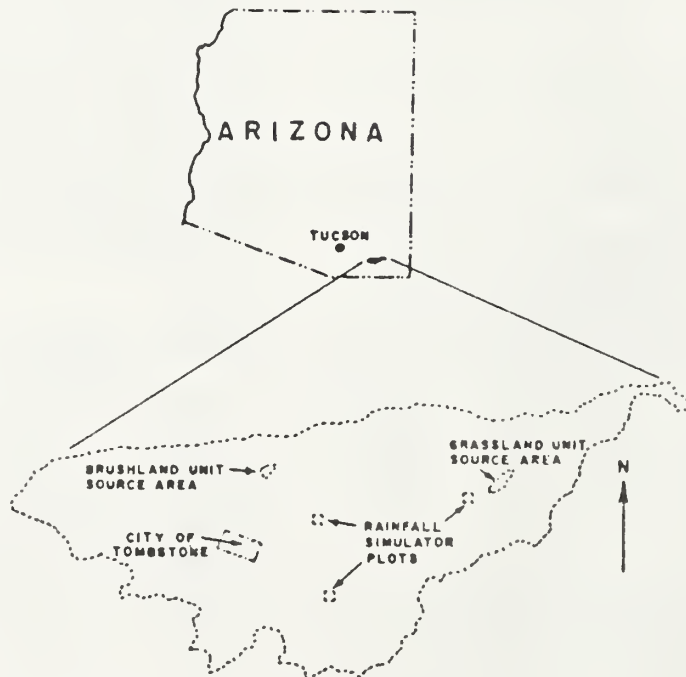 ARIZONA
TUCSON
GRASSLAND UNIT
SOURCE AREA
BRUSHLAND UNIT
SOURCE AREA
N
CITY OF
TOMBSTONE
RAINFALL
SIMULATOR
PLOTS